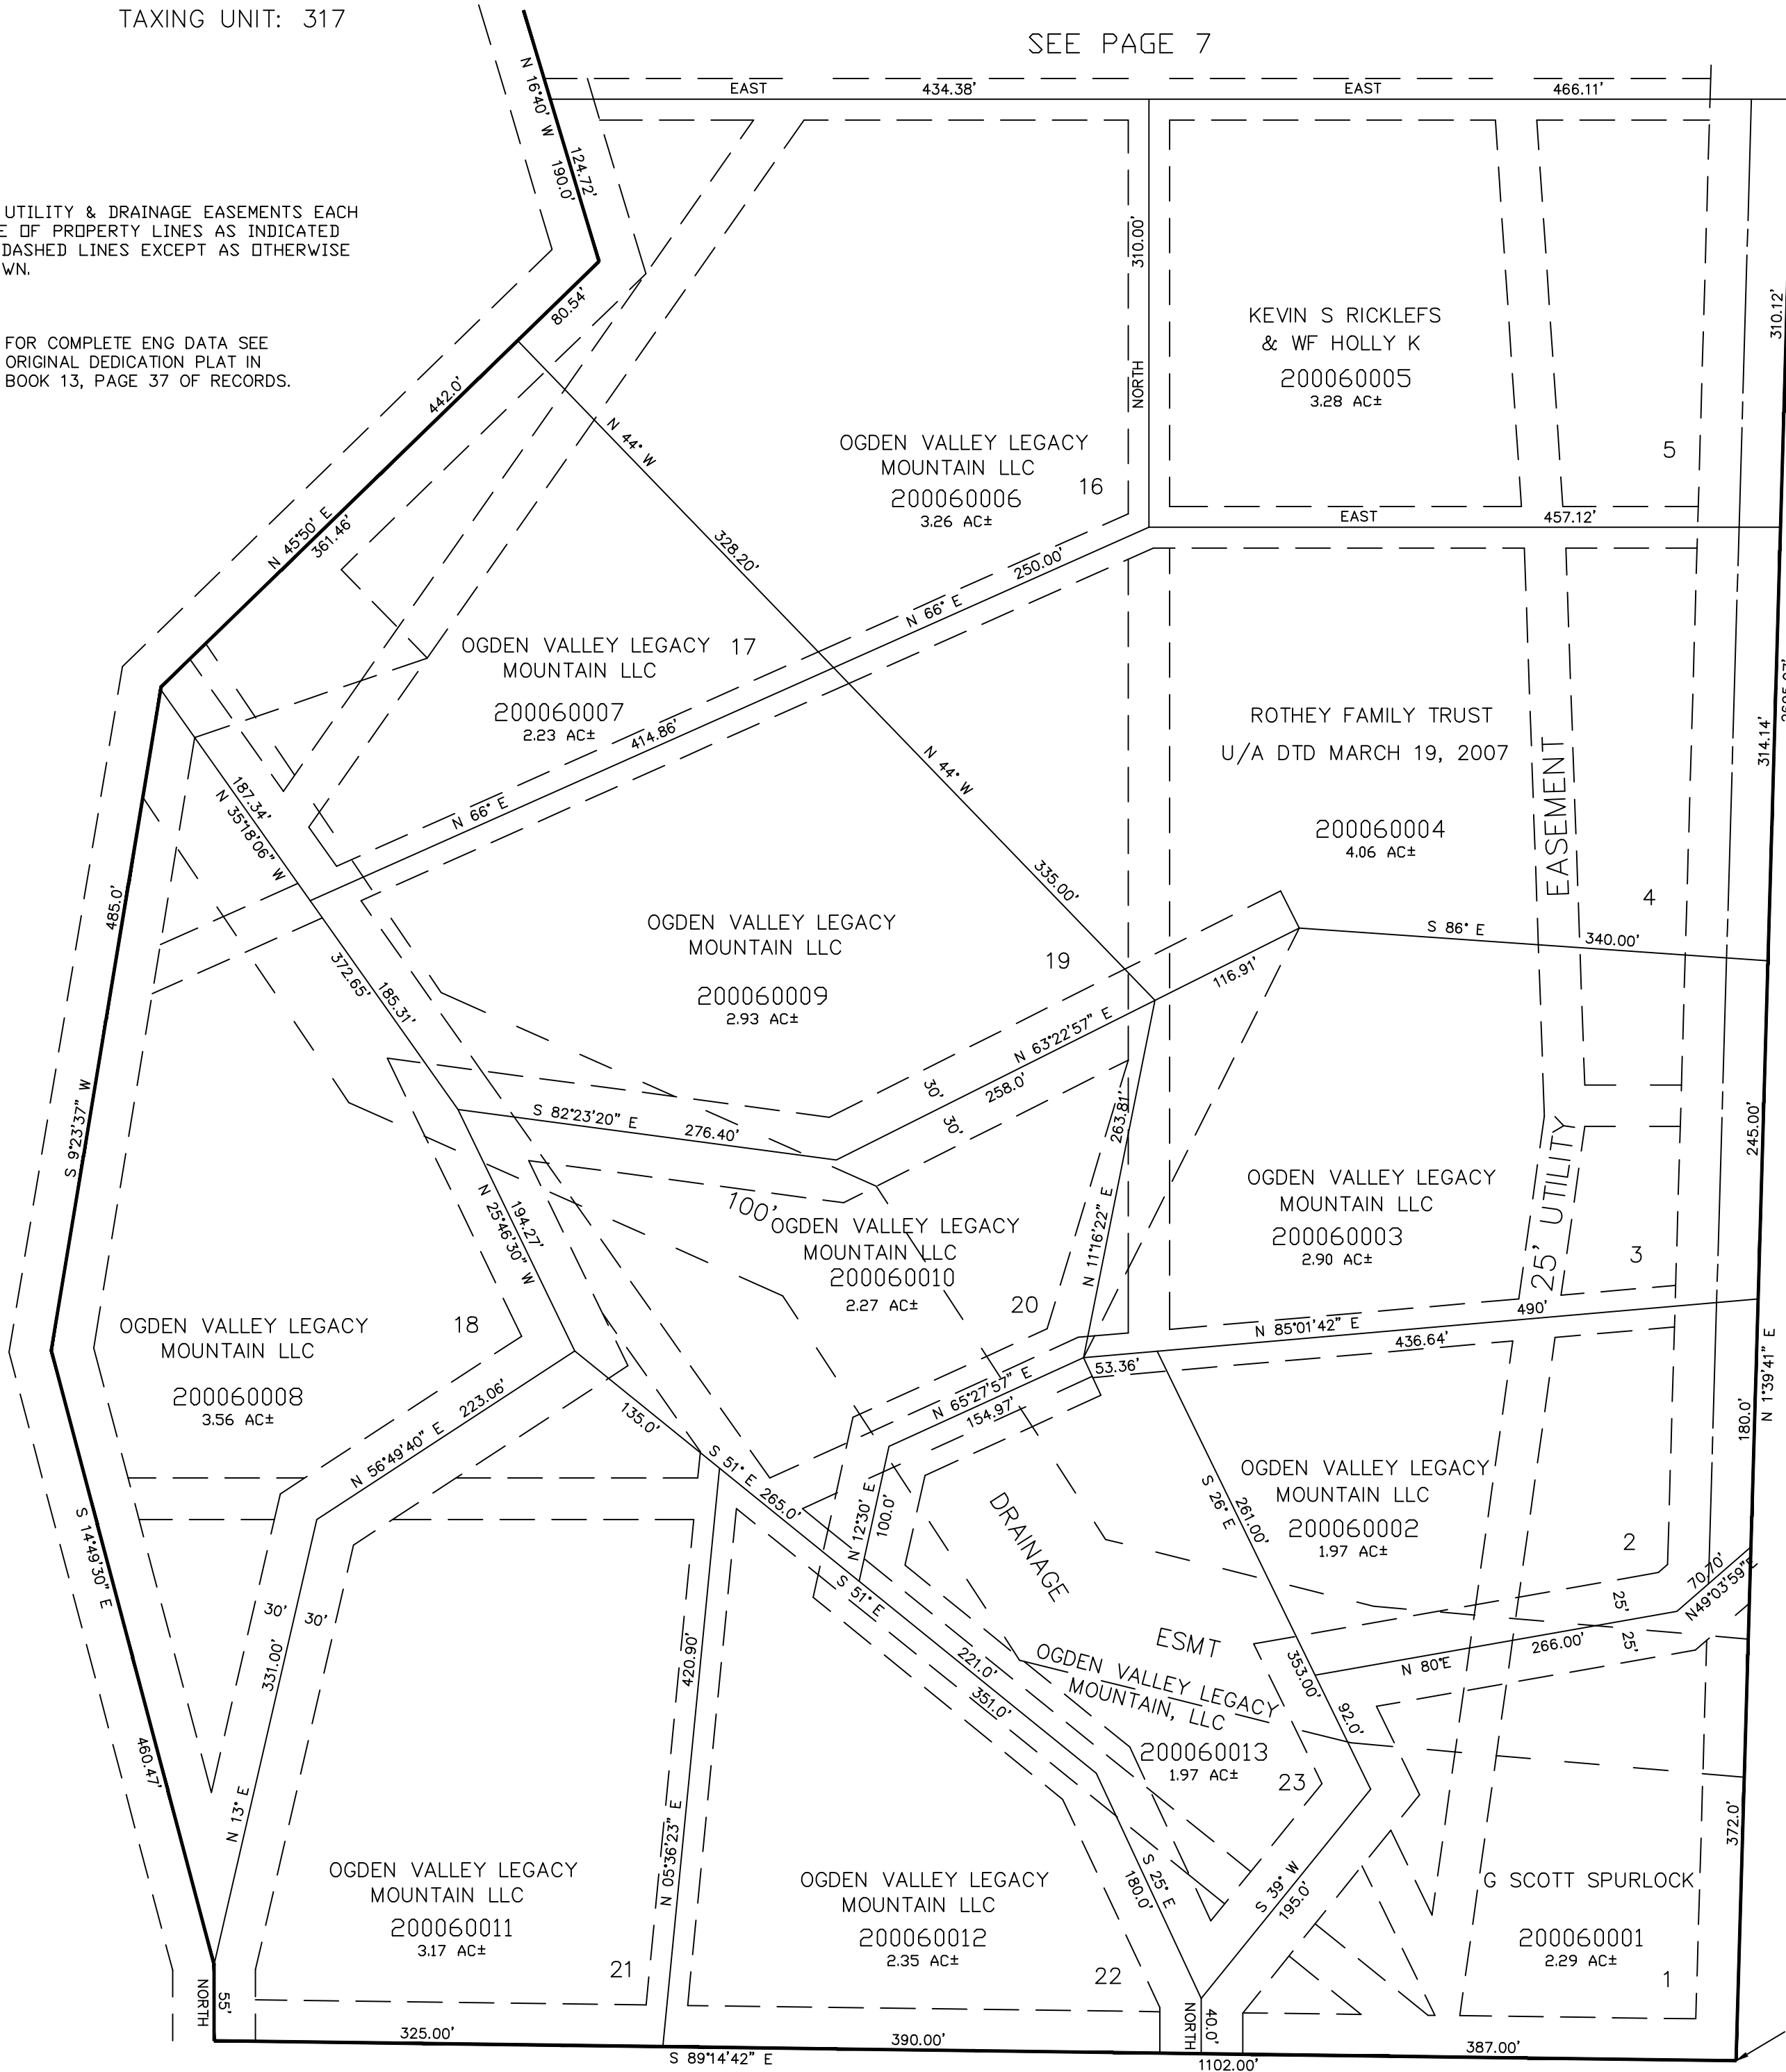 TAXING UNIT: 317
SEE PAGE 7
EAST 434.38' EAST 466.11'
N 16°40' W
124.72'
190.0'
UTILITY & DRAINAGE EASEMENTS EACH
E OF PROPERTY LINES AS INDICATED
DASHED LINES EXCEPT AS OTHERWISE
WN.
FOR COMPLETE ENG DATA SEE
ORIGINAL DEDICATION PLAT IN
BOOK 13, PAGE 37 OF RECORDS.
80.54'
442.0'
N 45°50' E
361.46'
N 44° W
328.20'
310.00'
NORTH
310.12'
KEVIN S RICKLEFS
& WF HOLLY K
200060005
3.28 AC±
5
OGDEN VALLEY LEGACY
MOUNTAIN LLC
200060006
3.26 AC±
16
EAST 457.12'
250.00'
N 66° E
OGDEN VALLEY LEGACY
MOUNTAIN LLC
17
200060007
2.23 AC±
414.86'
N 66° E
ROTHEY FAMILY TRUST
U/A DTD MARCH 19, 2007
200060004
4.06 AC±
4
EASEMENT
314.14'
N 44° W
335.00'
187.34'
N 35°18'06" W
372.65'
185.31'
485.0'
S 9°23'37" W
OGDEN VALLEY LEGACY
MOUNTAIN LLC
19
200060009
2.93 AC±
S 86° E 340.00'
116.91'
N 63°22'57" E
258.0'
30'
30'
S 82°23'20" E
276.40'
263.81'
N 11°16'22" E
245.00'
OGDEN VALLEY LEGACY
MOUNTAIN LLC
200060003
2.90 AC±
3
25' UTILITY
194.27'
N 25°46'30" W
100'
OGDEN VALLEY LEGACY
MOUNTAIN LLC
200060010
2.27 AC±
20
OGDEN VALLEY LEGACY
MOUNTAIN LLC
18
200060008
3.56 AC±
490'
N 85°01'42" E
436.64'
53.36'
N 65°27'57" E
154.97'
N 1°39'41" E
180.0'
223.06'
N 56°49'40" E
135.0'
S 51° E
265.0'
N 12°30' E
100.0'
DRAINAGE
ESMT
S 26° E
261.00'
OGDEN VALLEY LEGACY
MOUNTAIN LLC
200060002
1.97 AC±
2
70.70'
N49°03'59"E
25'
25'
266.00'
N 80°E
S 14°49'30" E
30'
30'
331.00'
420.90'
N 05°36'23" E
S 51° E
221.0'
351.0'
OGDEN VALLEY LEGACY
MOUNTAIN, LLC
200060013
1.97 AC±
23
353.00'
92.0'
372.0'
460.47'
N 13° E
OGDEN VALLEY LEGACY
MOUNTAIN LLC
200060011
3.17 AC±
21
OGDEN VALLEY LEGACY
MOUNTAIN LLC
200060012
2.35 AC±
22
S 25° E
180.0'
S 39° W
195.0'
G SCOTT SPURLOCK
200060001
2.29 AC±
1
NORTH
55'
NORTH
40.0'
325.00' 390.00' 387.00'
S 89°14'42" E 1102.00'